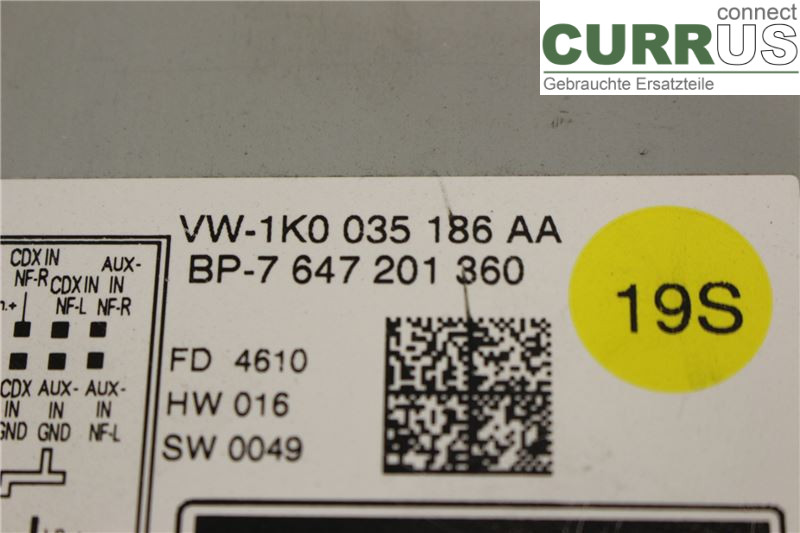 connect
CURRUS
Gebrauchte Ersatzteile
VW-1K0 035 186 AA
BP-7 647 201 360
19S
FD 4610
HW 016
SW 0049
CDX IN NF-R
CDX IN NF-L
AUX-IN NF-R
CDX IN GND
AUX-IN GND
AUX-IN NF-L